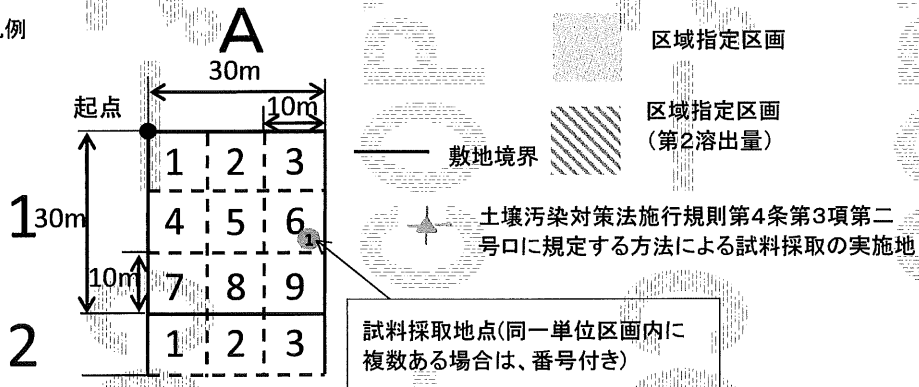 例
A
30m
10m
起点
1
30m
10m
2
1 2 3
4 5 6
1
7 8 9
1 2 3
区域指定区画
区域指定区画
(第2溶出量)
敷地境界
土壌汚染対策法施行規則第4条第3項第二
号ロに規定する方法による試料採取の実施地
試料採取地点(同一単位区画内に
複数ある場合は、番号付き)